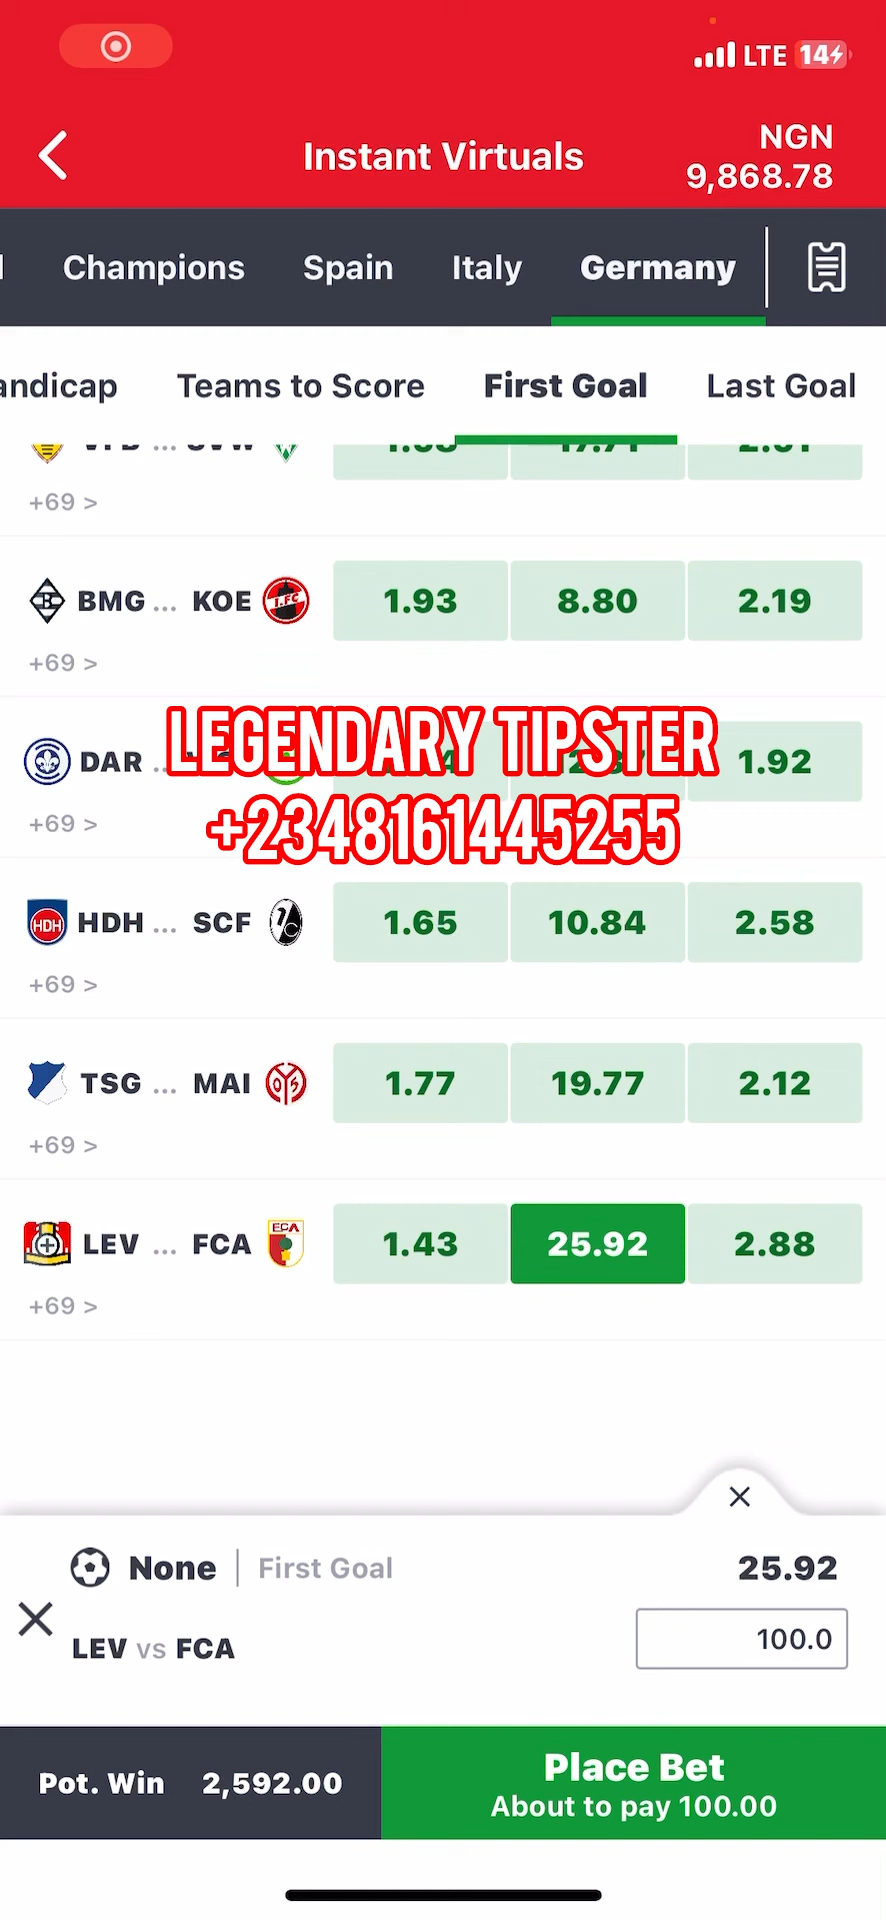 LTE 14
Instant Virtuals
NGN
9,868.78
Champions Spain Italy Germany
andicap Teams to Score First Goal Last Goal
+69 >
BMG ... KOE 1.93 8.80 2.19
+69 >
LEGENDARY TIPSTER
DAR 1.92
+2348161445255
+69 >
HDH HDH ... SCF 1.65 10.84 2.58
+69 >
TSG ... MAI 1.77 19.77 2.12
+69 >
LEV ... FCA 1.43 25.92 2.88
+69 >
None | First Goal 25.92
LEV vs FCA 100.0
Pot. Win 2,592.00
Place Bet
About to pay 100.00